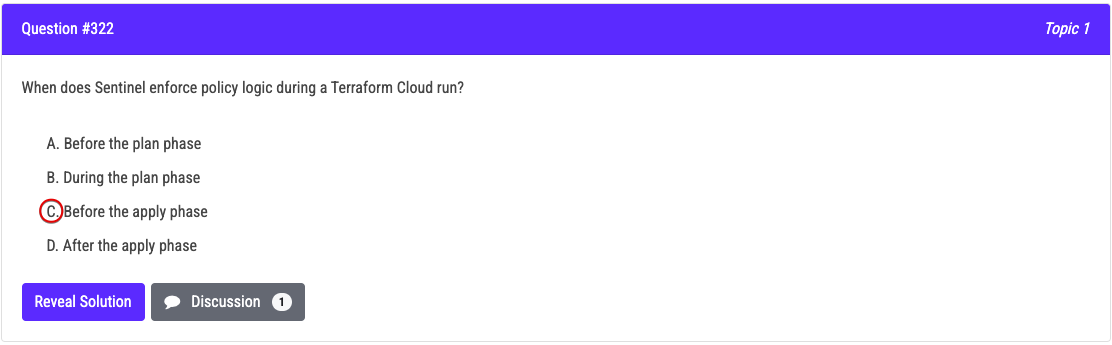 Question #322 Topic 1
When does Sentinel enforce policy logic during a Terraform Cloud run?
A. Before the plan phase
B. During the plan phase
C. Before the apply phase
D. After the apply phase
Reveal Solution Discussion 1